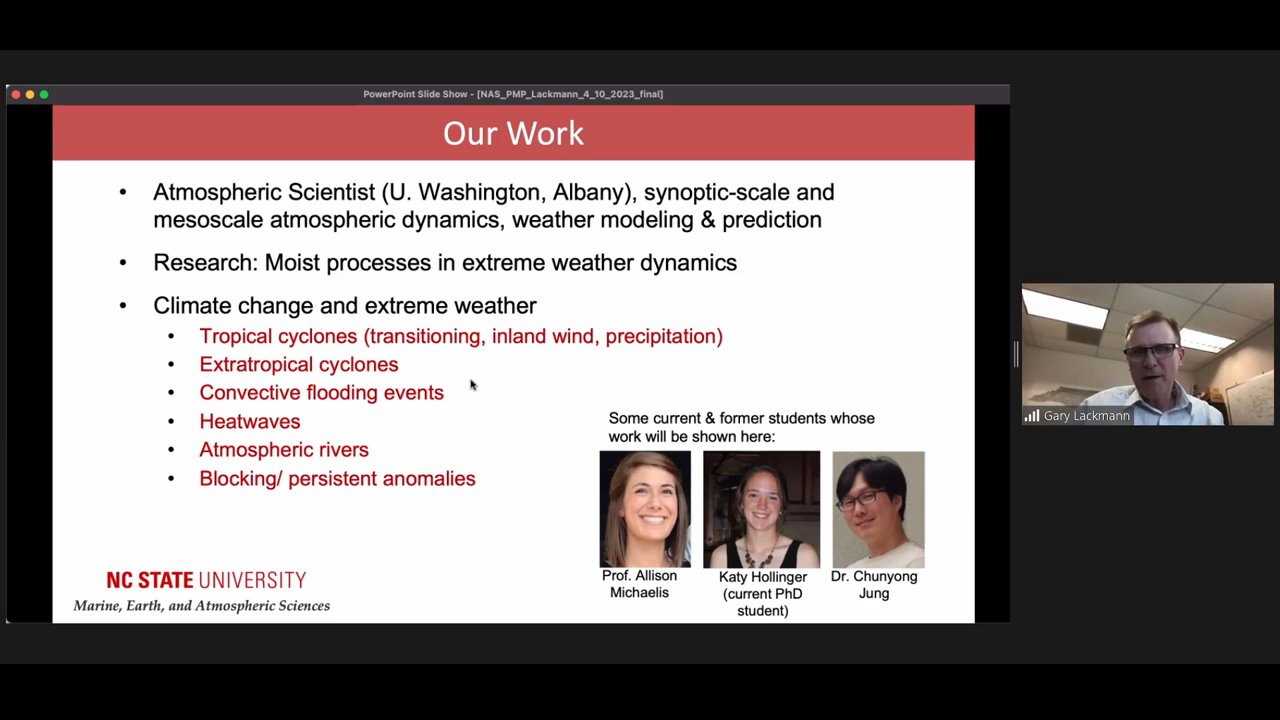 PowerPoint Slide Show - [NAS_PMP_Lackmann_4_10_2023_final]
Our Work
• Atmospheric Scientist (U. Washington, Albany), synoptic-scale and
mesoscale atmospheric dynamics, weather modeling & prediction
• Research: Moist processes in extreme weather dynamics
• Climate change and extreme weather
• Tropical cyclones (transitioning, inland wind, precipitation)
• Extratropical cyclones
• Convective flooding events
• Heatwaves
• Atmospheric rivers
• Blocking/ persistent anomalies
Some current & former students whose
work will be shown here:
Prof. Allison
Michaelis
Katy Hollinger
(current PhD
student)
Dr. Chunyong
Jung
NC STATE UNIVERSITY
Marine, Earth, and Atmospheric Sciences
Gary Lackmann